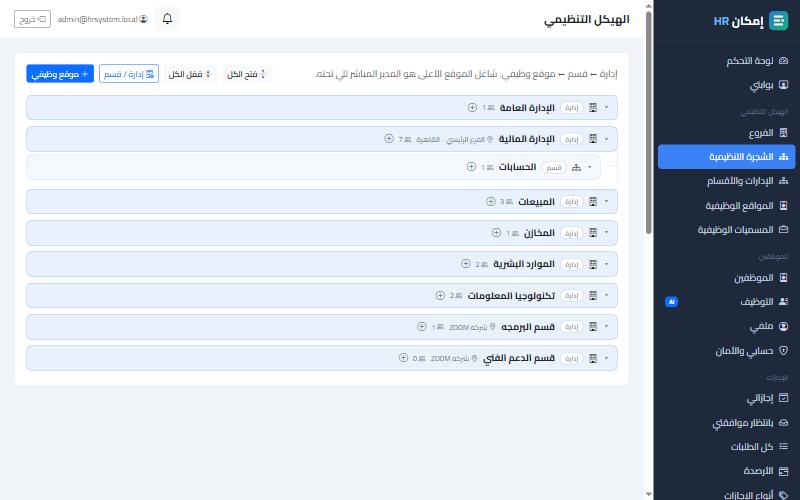 إمكان HR
لوحة التحكم
بوابتي
الهيكل التنظيمي
الفروع
الشجرة التنظيمية
الإدارات والأقسام
المواقع الوظيفية
المسميات الوظيفية
الموظفين
الموظفين
التوظيف AI
ملفي
حسابي والأمان
الإجازات
إجازاتي
بانتظار موافقتي
كل الطلبات
الأرصدة
أنواع الإجازات
الهيكل التنظيمي
admin@hrsystem.local
خروج
إدارة ← قسم ← موقع وظيفي. شاغل الموقع الأعلى هو المدير المباشر للي تحته.
فتح الكل
قفل الكل
إدارة / قسم
+ موقع وظيفي
إدارة الإدارة العامة 1
إدارة الإدارة المالية الفرع الرئيسي · القاهرة 7
قسم الحسابات 1
إدارة المبيعات 3
إدارة المخازن 1
إدارة الموارد البشرية 2
إدارة تكنولوجيا المعلومات 2
إدارة قسم البرمجه شركه ZOOM 1
إدارة قسم الدعم الفني شركه ZOOM 0